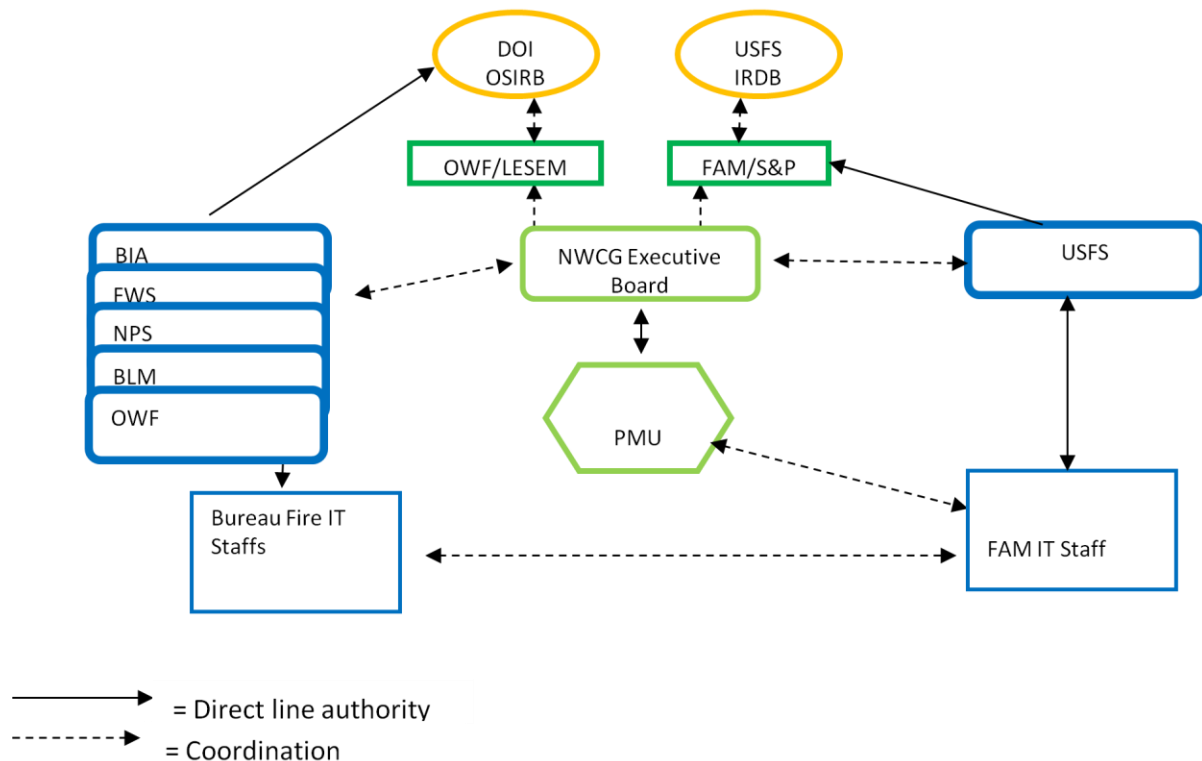 DOI
OSIRB
USFS
IRDB
OWF/LESEM
FAM/S&P
BIA
FWS
NPS
BLM
OWF
NWCG Executive
Board
USFS
PMU
Bureau Fire IT
Staffs
FAM IT Staff
= Direct line authority
= Coordination